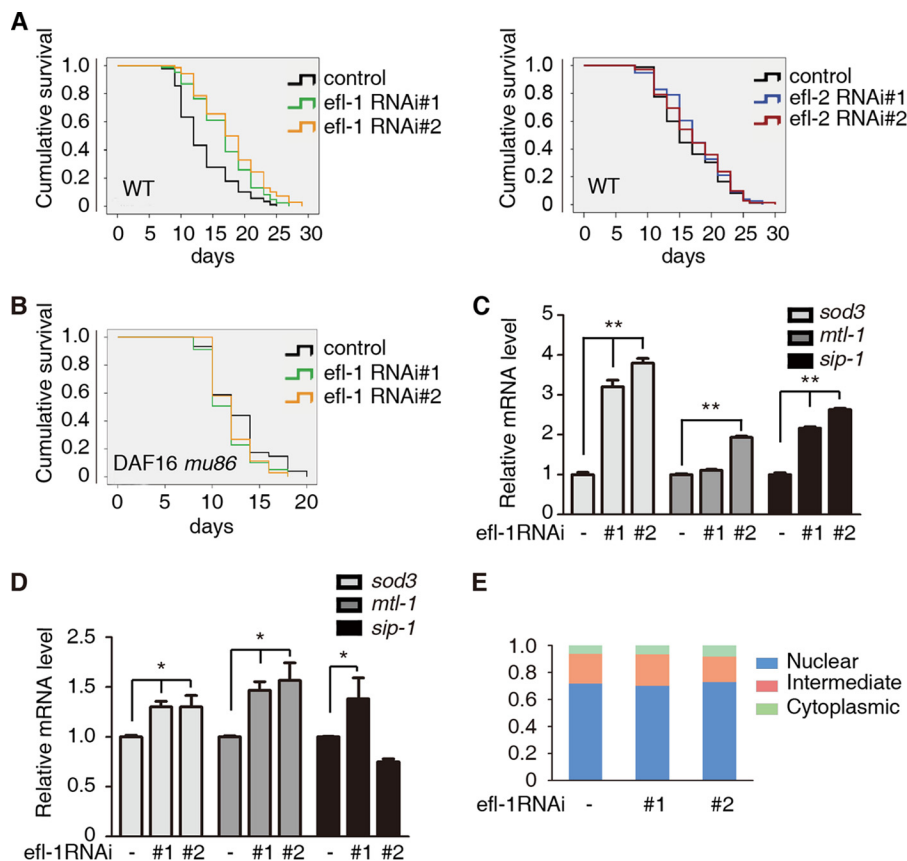 A
Cumulative survival
1.0
0.8
0.6
0.4
0.2
0
WT
control
efl-1 RNAi#1
efl-1 RNAi#2
0 5 10 15 20 25 30
days
Cumulative survival
1.0
0.8
0.6
0.4
0.2
0
WT
control
efl-2 RNAi#1
efl-2 RNAi#2
0 5 10 15 20 25 30
days
B
Cumulative survival
1.0
0.8
0.6
0.4
0.2
0
DAF16 mu86
control
efl-1 RNAi#1
efl-1 RNAi#2
0 5 10 15 20
days
C
Relative mRNA level
5
4
3
2
1
0
sod3
mtl-1
sip-1
**
**
**
efl-1RNAi - #1 #2 - #1 #2 - #1 #2
D
Relative mRNA level
2.5
1.5
1.0
0.5
0
sod3
mtl-1
sip-1
*
*
*
efl-1RNAi - #1 #2 - #1 #2 - #1 #2
E
1.0
0.8
0.6
0.4
0.2
0
Nuclear
Intermediate
Cytoplasmic
efl-1RNAi - #1 #2